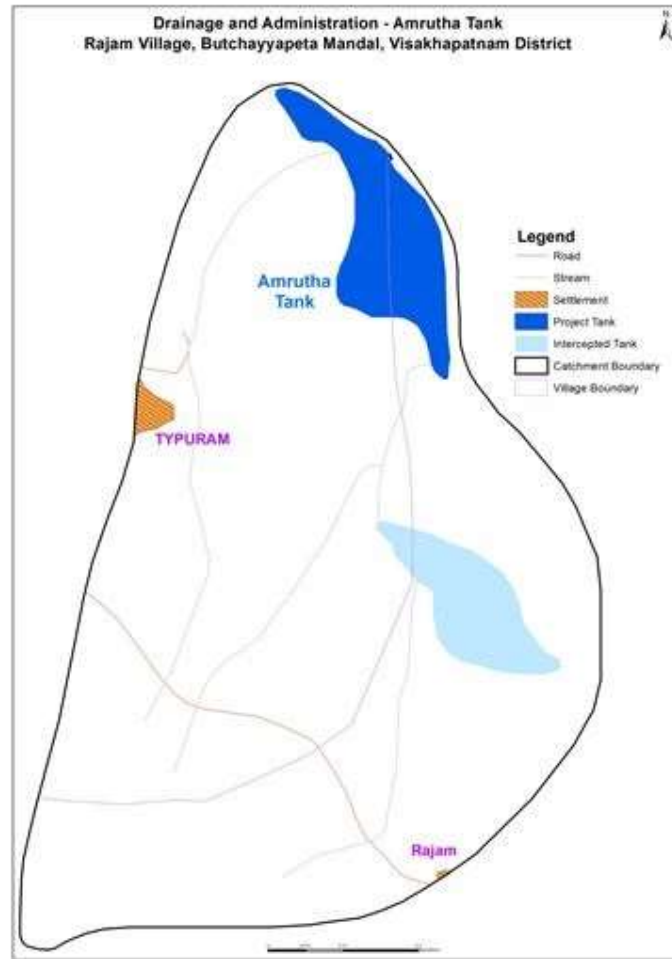 Drainage and Administration - Amrutha Tank
Rajam Village, Butchayyapeta Mandal, Visakhapatnam District
N
Legend
Road
Stream
Settlement
Project Tank
Intercepted Tank
Catchment Boundary
Village Boundary
Amrutha
Tank
TYPURAM
Rajam